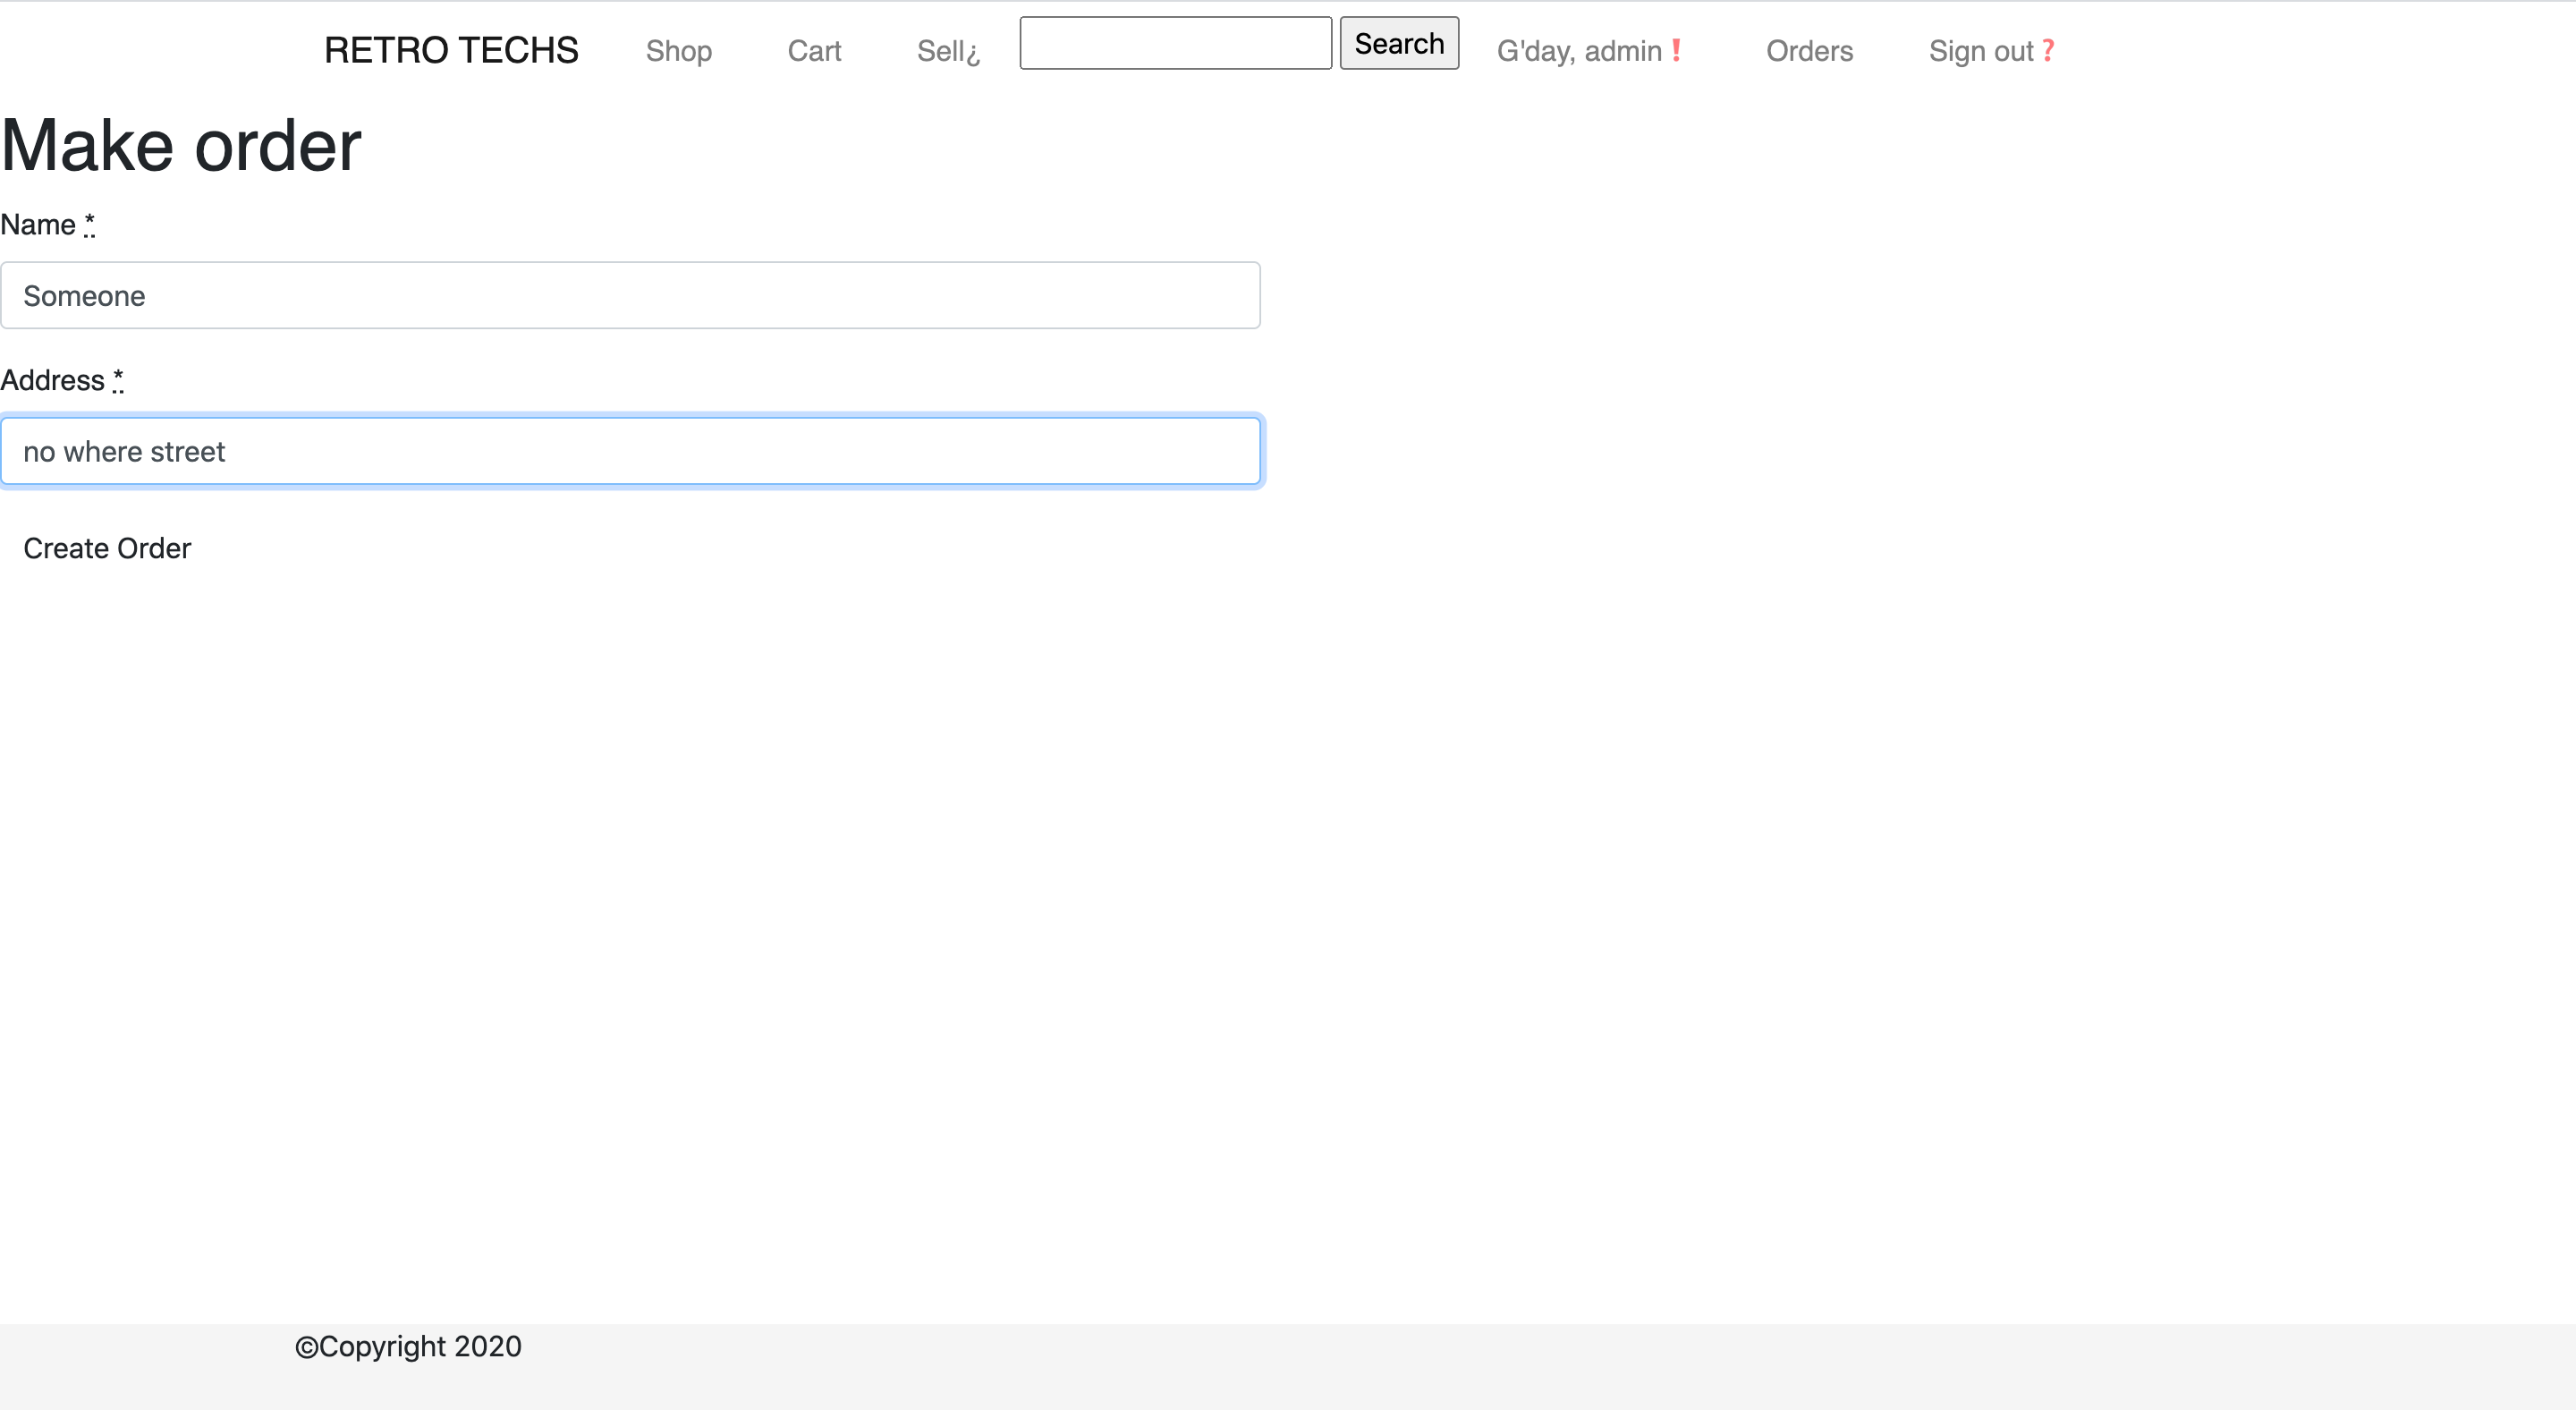 RETRO TECHS Shop Cart Sell¿ Search G'day, admin❗ Orders Sign out❓
Make order
Name *
Someone
Address *
no where street
Create Order
©Copyright 2020